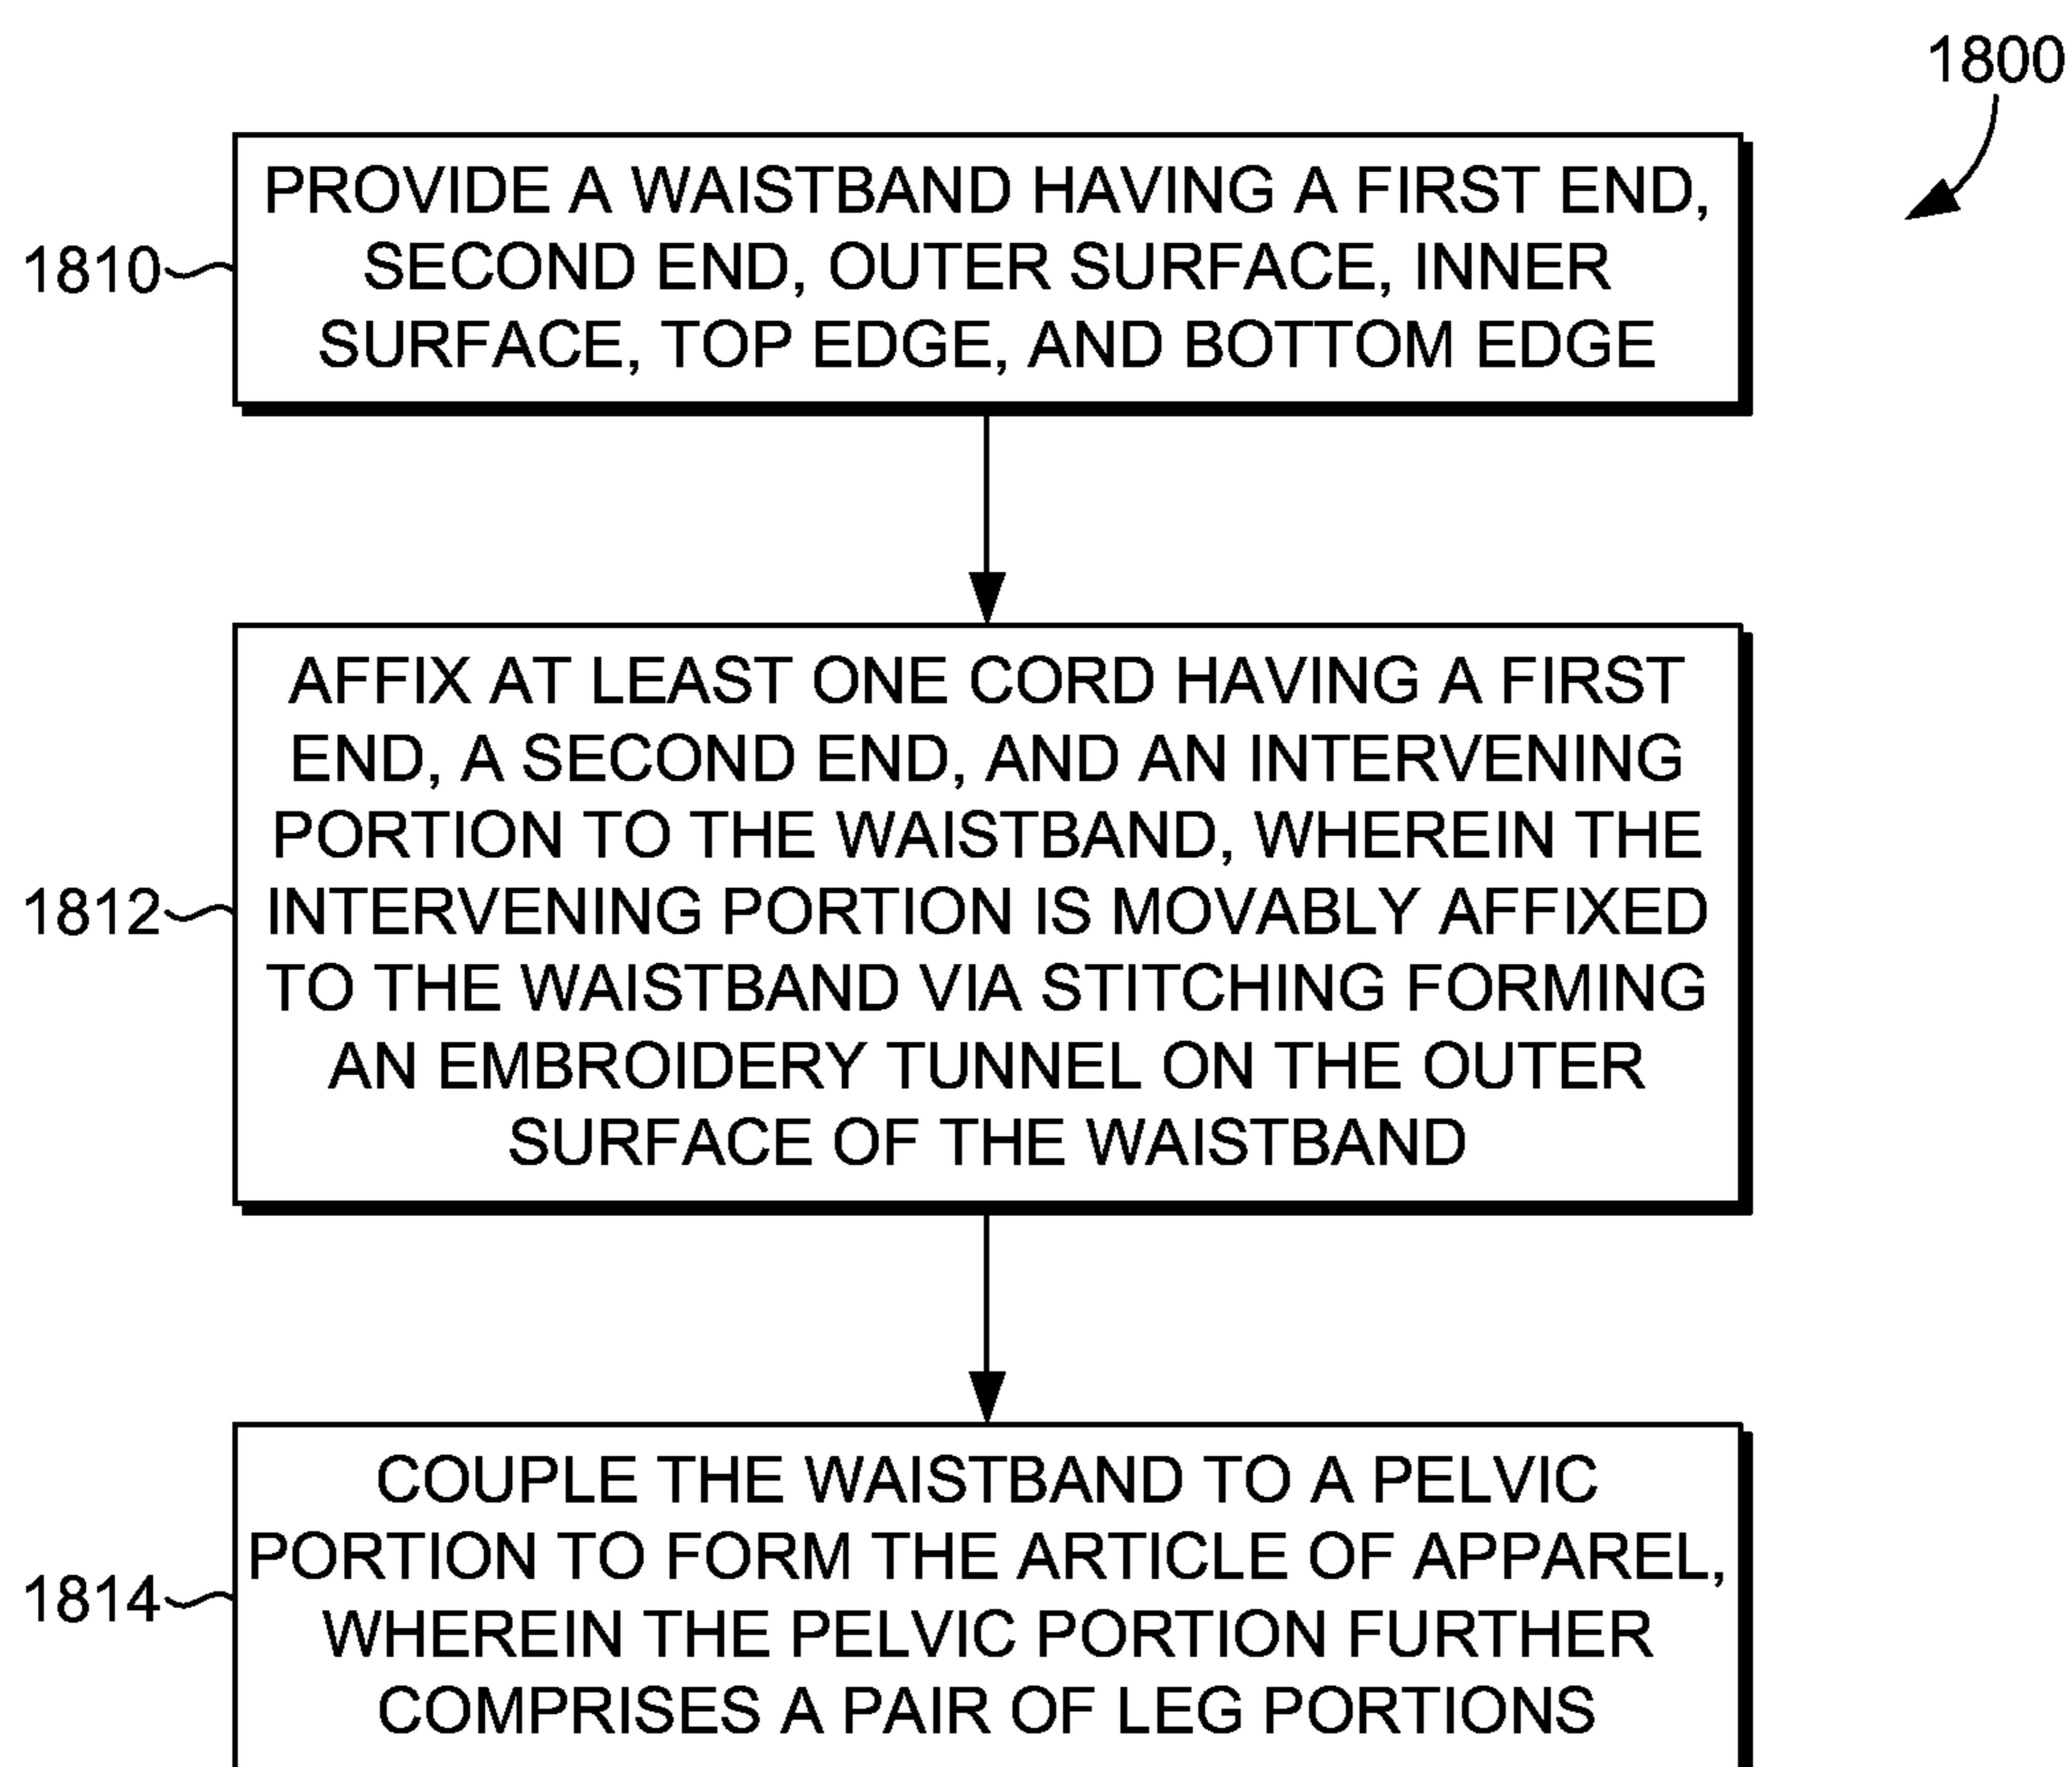 1800
PROVIDE A WAISTBAND HAVING A FIRST END,
SECOND END, OUTER SURFACE, INNER
SURFACE, TOP EDGE, AND BOTTOM EDGE
1810
AFFIX AT LEAST ONE CORD HAVING A FIRST
END, A SECOND END, AND AN INTERVENING
PORTION TO THE WAISTBAND, WHEREIN THE
INTERVENING PORTION IS MOVABLY AFFIXED
TO THE WAISTBAND VIA STITCHING FORMING
AN EMBROIDERY TUNNEL ON THE OUTER
SURFACE OF THE WAISTBAND
1812
COUPLE THE WAISTBAND TO A PELVIC
PORTION TO FORM THE ARTICLE OF APPAREL,
WHEREIN THE PELVIC PORTION FURTHER
COMPRISES A PAIR OF LEG PORTIONS
1814